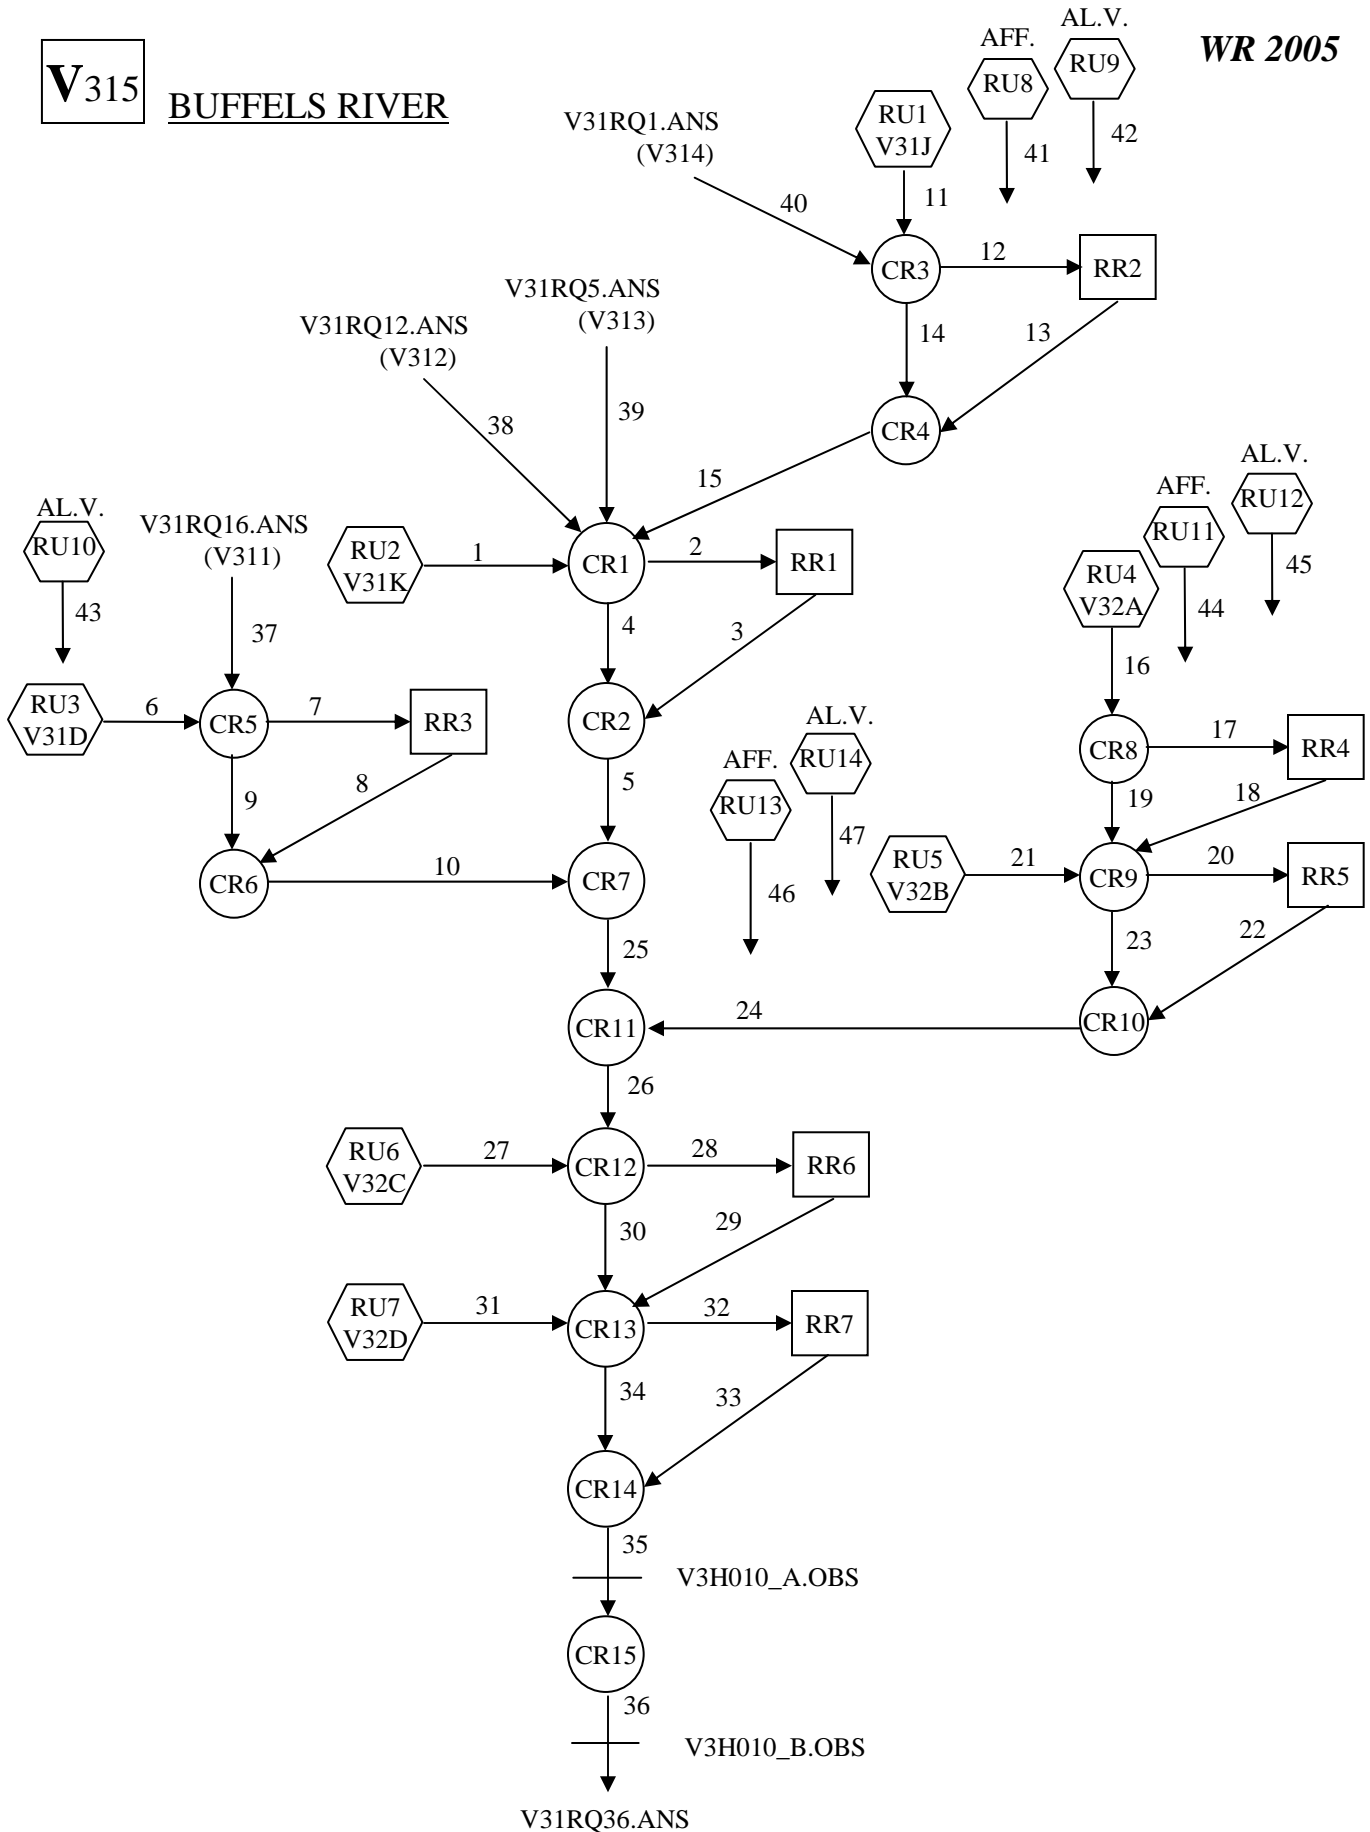 V315
BUFFELS RIVER
WR 2005
AL.V.
AFF.
RU9
RU8
RU1
V31J
V31RQ1.ANS
(V314)
42
41
11
40
CR3
12
RR2
V31RQ5.ANS
(V313)
V31RQ12.ANS
(V312)
14
13
38
39
CR4
15
AL.V.
AFF.
RU12
RU11
AL.V.
RU10
V31RQ16.ANS
(V311)
RU2
V31K
1
CR1
2
RR1
RU4
V32A
45
44
43
37
4
3
16
RU3
V31D
6
CR5
7
RR3
CR2
AL.V.
RU14
AFF.
RU13
CR8
17
RR4
9
8
5
47
46
19
18
CR6
10
CR7
RU5
V32B
21
CR9
20
RR5
25
23
22
CR11
24
CR10
26
RU6
V32C
27
CR12
28
RR6
30
29
RU7
V32D
31
CR13
32
RR7
34
33
CR14
35
V3H010_A.OBS
CR15
36
V3H010_B.OBS
V31RQ36.ANS